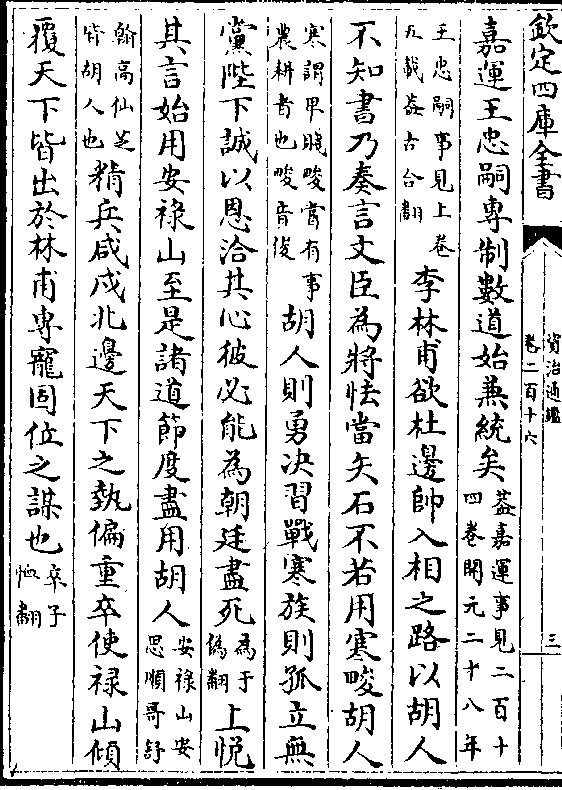 欽定四庫全書
資治通鑑
卷二百十六
三
嘉運王忠嗣專制數道始兼統矣蓋嘉運事見二百十四卷開元二十八年
王忠嗣事見上卷五載蓋古合翻李林甫欲杜邊帥入相之路以胡人
不知書乃奏言文臣為將怯當矢石不若用寒畯胡人
寒謂卑賤畯嘗有事農耕者也畯音俊胡人則勇決習戰寒族則孤立無
黨陛下誠以恩洽其心彼必能為朝廷盡死為于偽翻上悦
其言始用安祿山至是諸道節度盡用胡人安祿山安思順哥舒
翰高仙芝皆胡人也精兵咸戍北邊天下之埶偏重卒使祿山傾
覆天下皆出於林甫專寵固位之謀也卒子恤翻